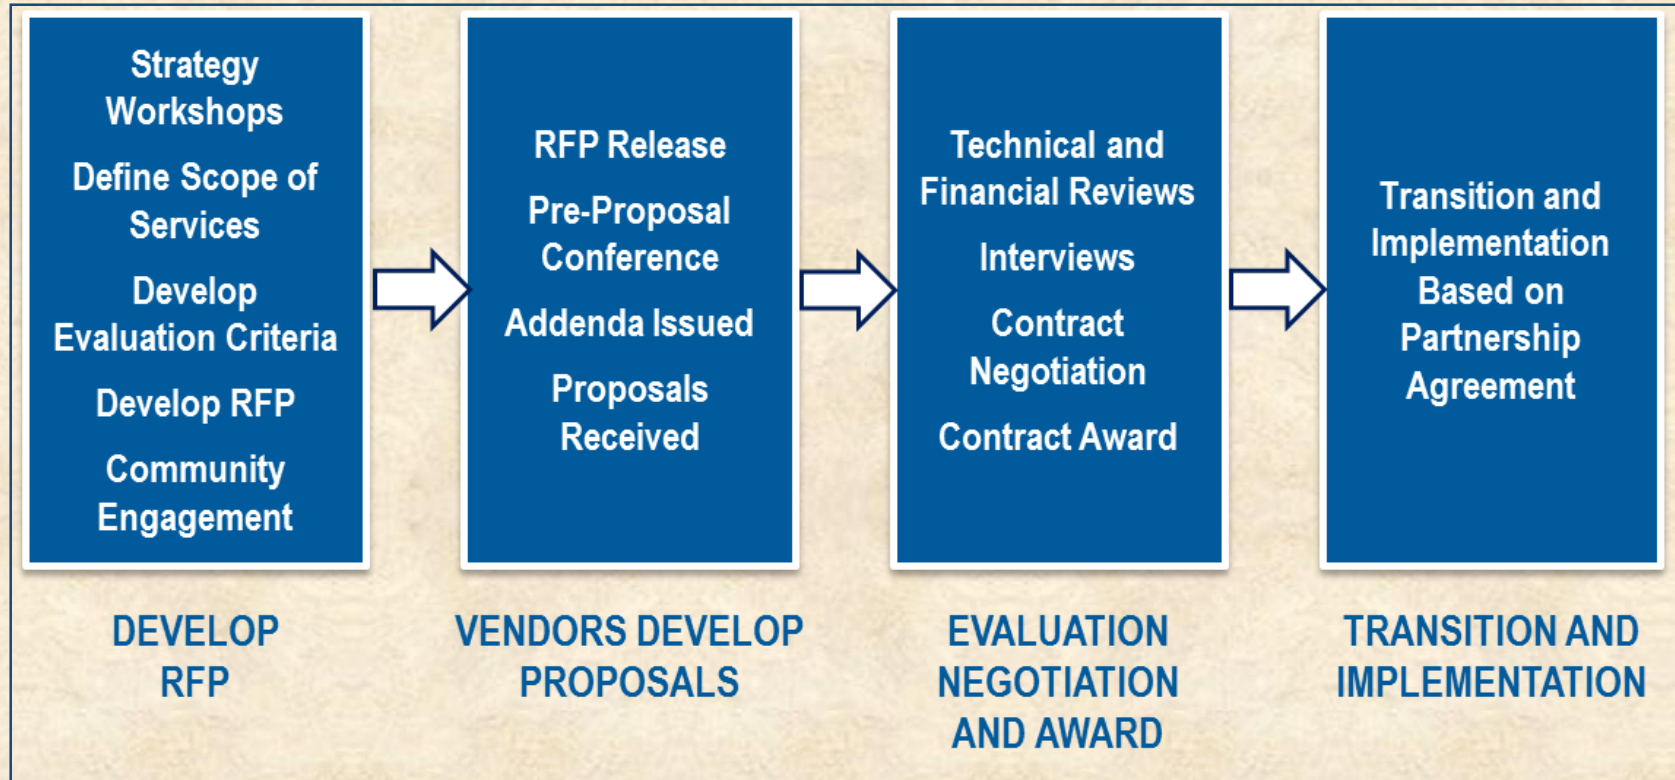 Strategy
Workshops
Define Scope of
Services
Develop
Evaluation Criteria
Develop RFP
Community
Engagement
DEVELOP
RFP
RFP Release
Pre-Proposal
Conference
Addenda Issued
Proposals
Received
VENDORS DEVELOP
PROPOSALS
Technical and
Financial Reviews
Interviews
Contract
Negotiation
Contract Award
EVALUATION
NEGOTIATION
AND AWARD
Transition and
Implementation
Based on
Partnership
Agreement
TRANSITION AND
IMPLEMENTATION